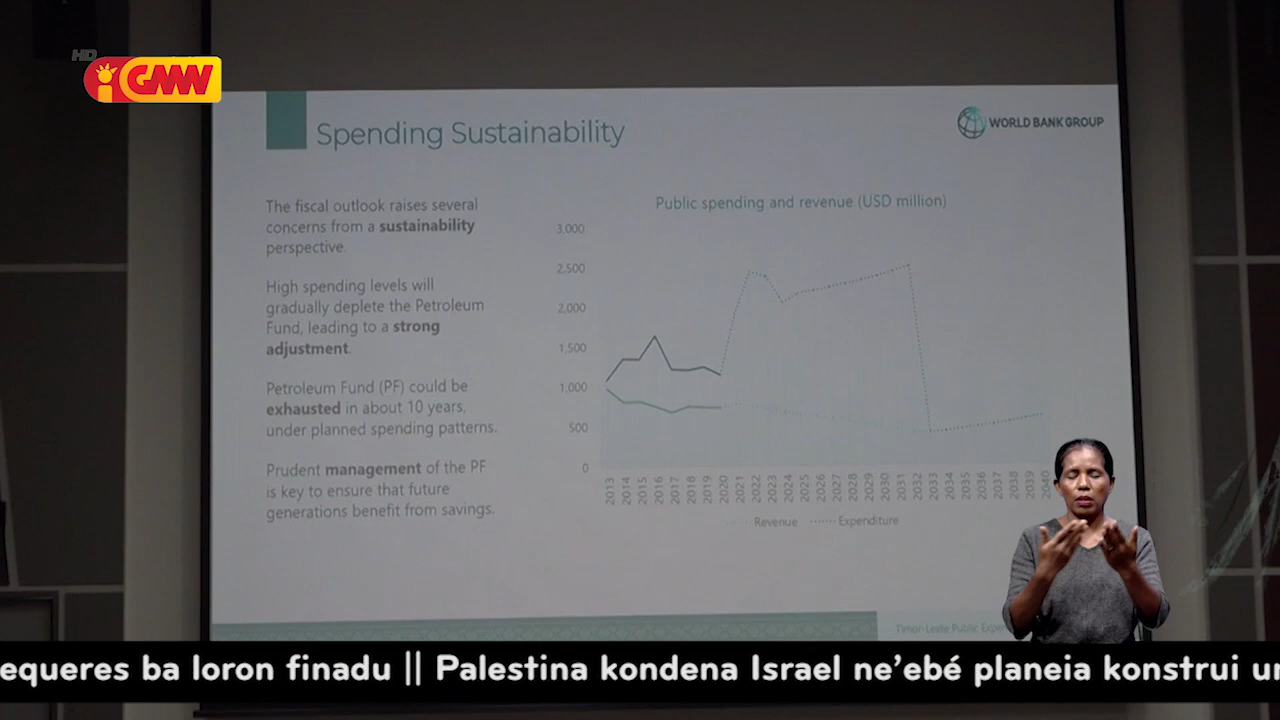 HD
GMN
Spending Sustainability
WORLD BANK GROUP
The fiscal outlook raises several
concerns from a sustainability
perspective.
High spending levels will
gradually deplete the Petroleum
Fund, leading to a strong
adjustment.
Petroleum Fund (PF) could be
exhausted in about 10 years,
under planned spending patterns.
Prudent management of the PF
is key to ensure that future
generations benefit from savings.
Public spending and revenue (USD million)
3,000
2,500
2,000
1,500
1,000
500
0
2013 2014 2015 2016 2017 2018 2019 2020 2021 2022 2023 2024 2025 2026 2027 2028 2029 2030 2031 2032 2033 2034 2035 2036 2037 2038 2039 2040
Revenue Expenditure
Timor-Leste Public
equeres ba loron finadu || Palestina kondena Israel ne'ebé planeia konstrui